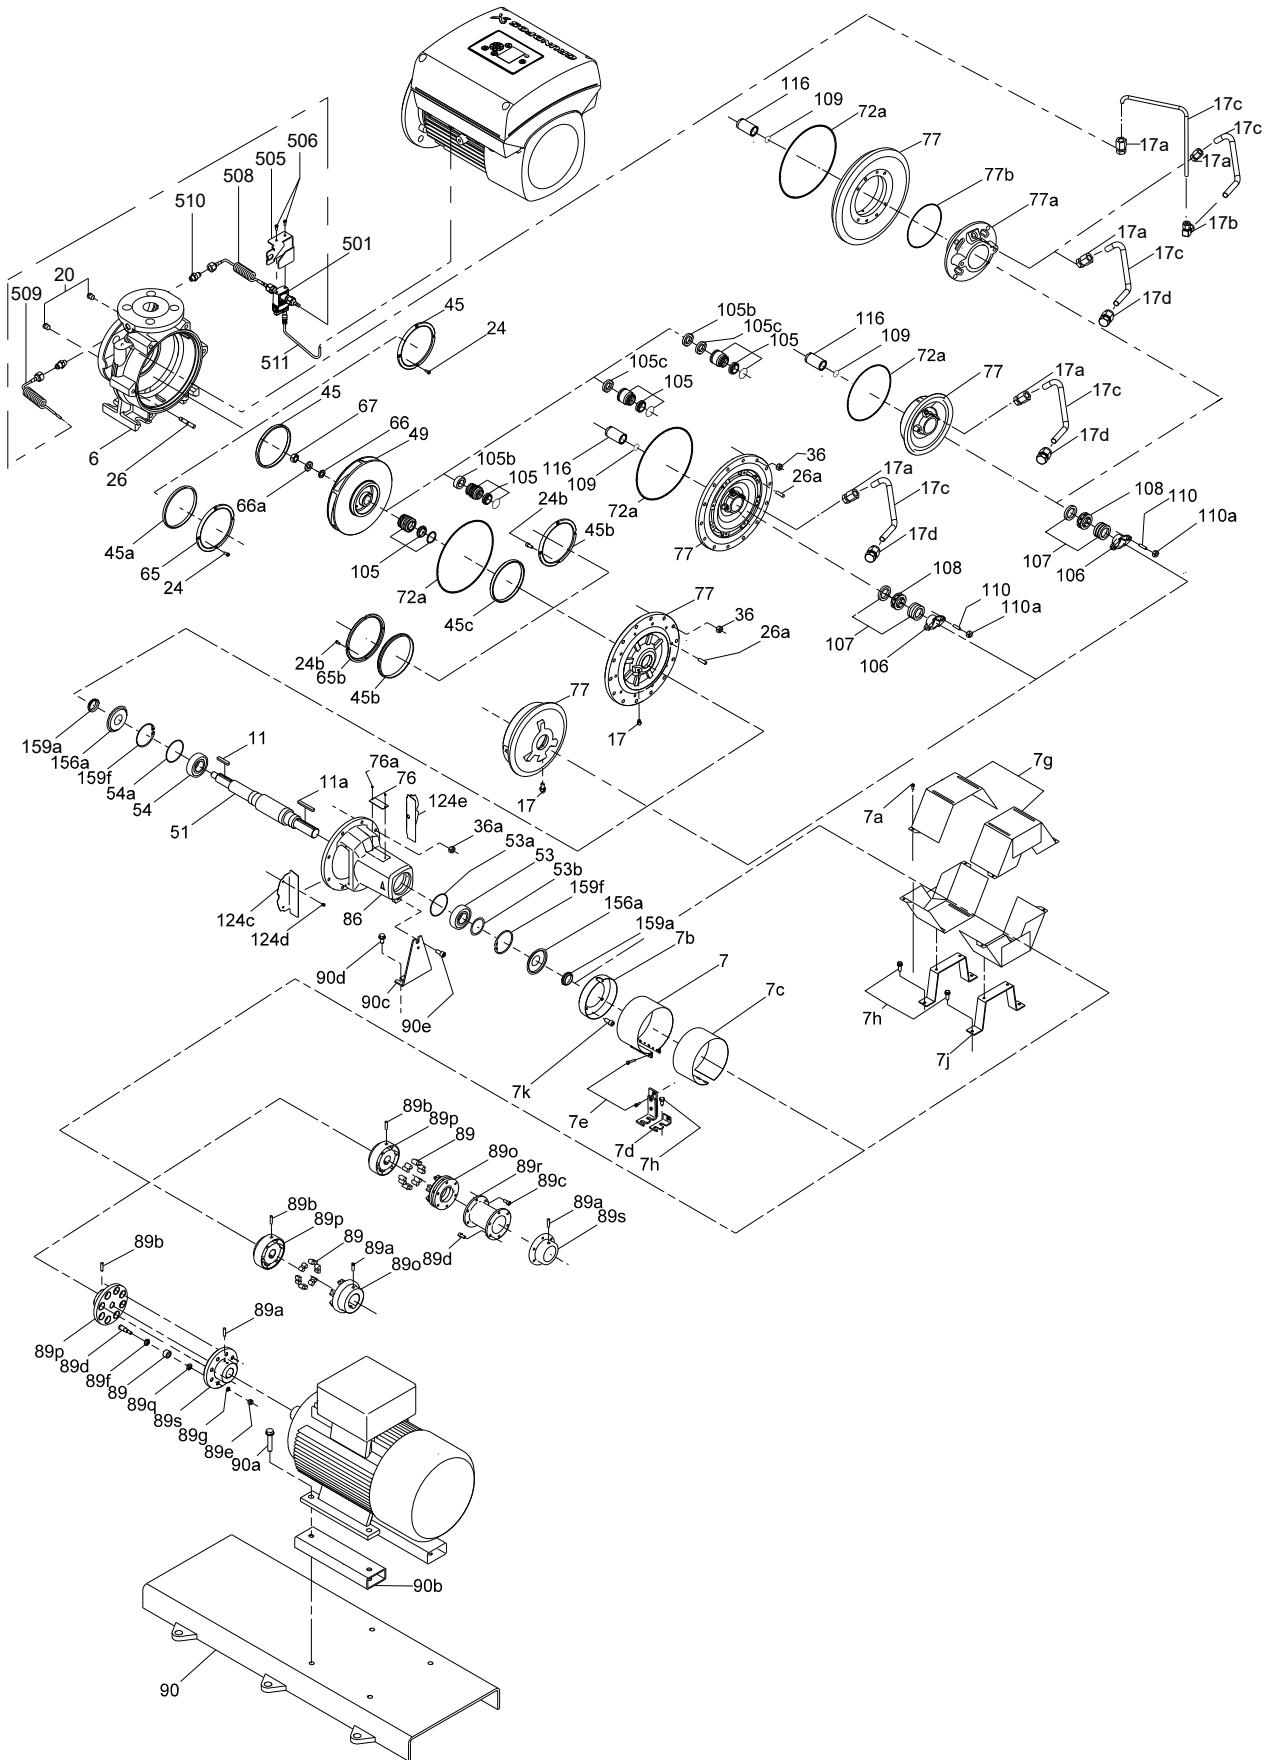 GRUNDFOS
116
109
72a
17c
17c
506
505
77
17a
17a
508
77b
510
501
77a
17b
17a
20
17c
509
45
105b
17d
24
105c
105
116
109
511
72a
105c
77
17a
45
67
105
17c
66
49
6
17d
26
105b
116
36
105
26a
109
17a
108
110
66a
24b
72a
17c
110a
45a
45b
77
107
65
24
105
17d
106
72a
108
45c
77
110
36
110a
107
24b
26a
106
65b
45b
77
159a
11
17
156a
76a
7g
159f
11a
76
54a
124e
7a
54
17
51
36a
53a
53
53b
159f
124c
86
156a
124d
159a
90d
7b
7
90c
7c
7h
90e
7j
7k
89b
7e
89p
7d
89
7h
89o
89r
89c
89b
89a
89p
89s
89
89b
89d
89a
89o
89a
89p
89d
89f
89
89q
89s
89g
89e
90a
90b
90